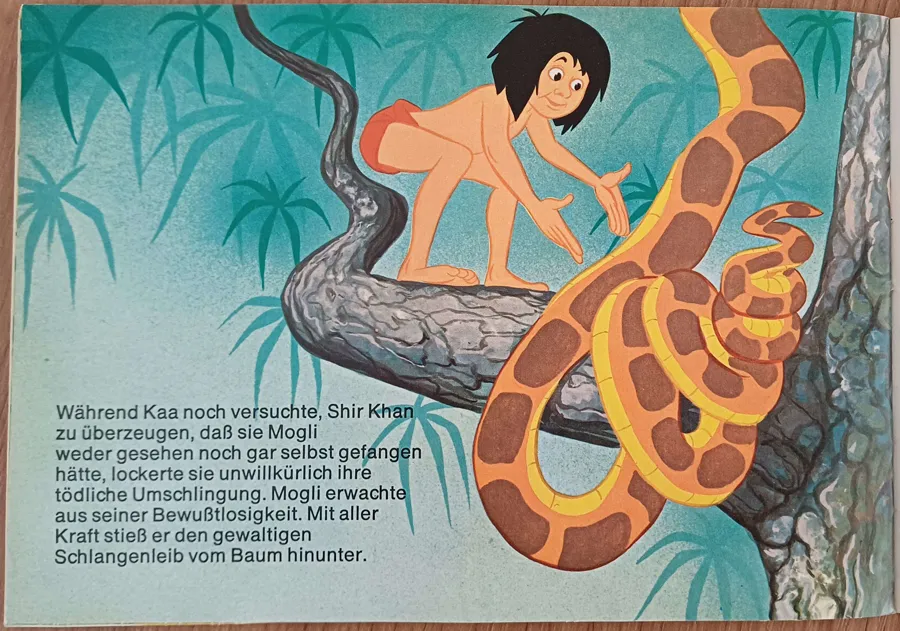 Während Kaa noch versuchte, Shir Khan
zu überzeugen, daß sie Mogli
weder gesehen noch gar selbst gefangen
hätte, lockerte sie unwillkürlich ihre
tödliche Umschlingung. Mogli erwachte
aus seiner Bewußtlosigkeit. Mit aller
Kraft stieß er den gewaltigen
Schlangenleib vom Baum hinunter.